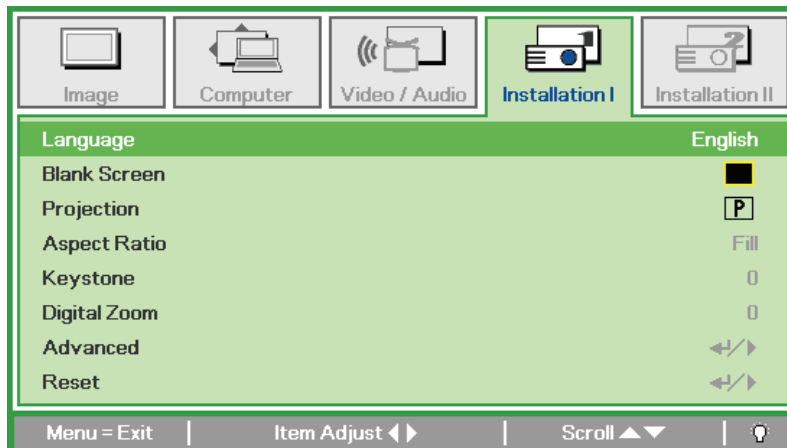 Image Computer Video / Audio Installation I Installation II
Language English
Blank Screen
Projection P
Aspect Ratio Fill
Keystone 0
Digital Zoom 0
Advanced
Reset
Menu = Exit Item Adjust Scroll